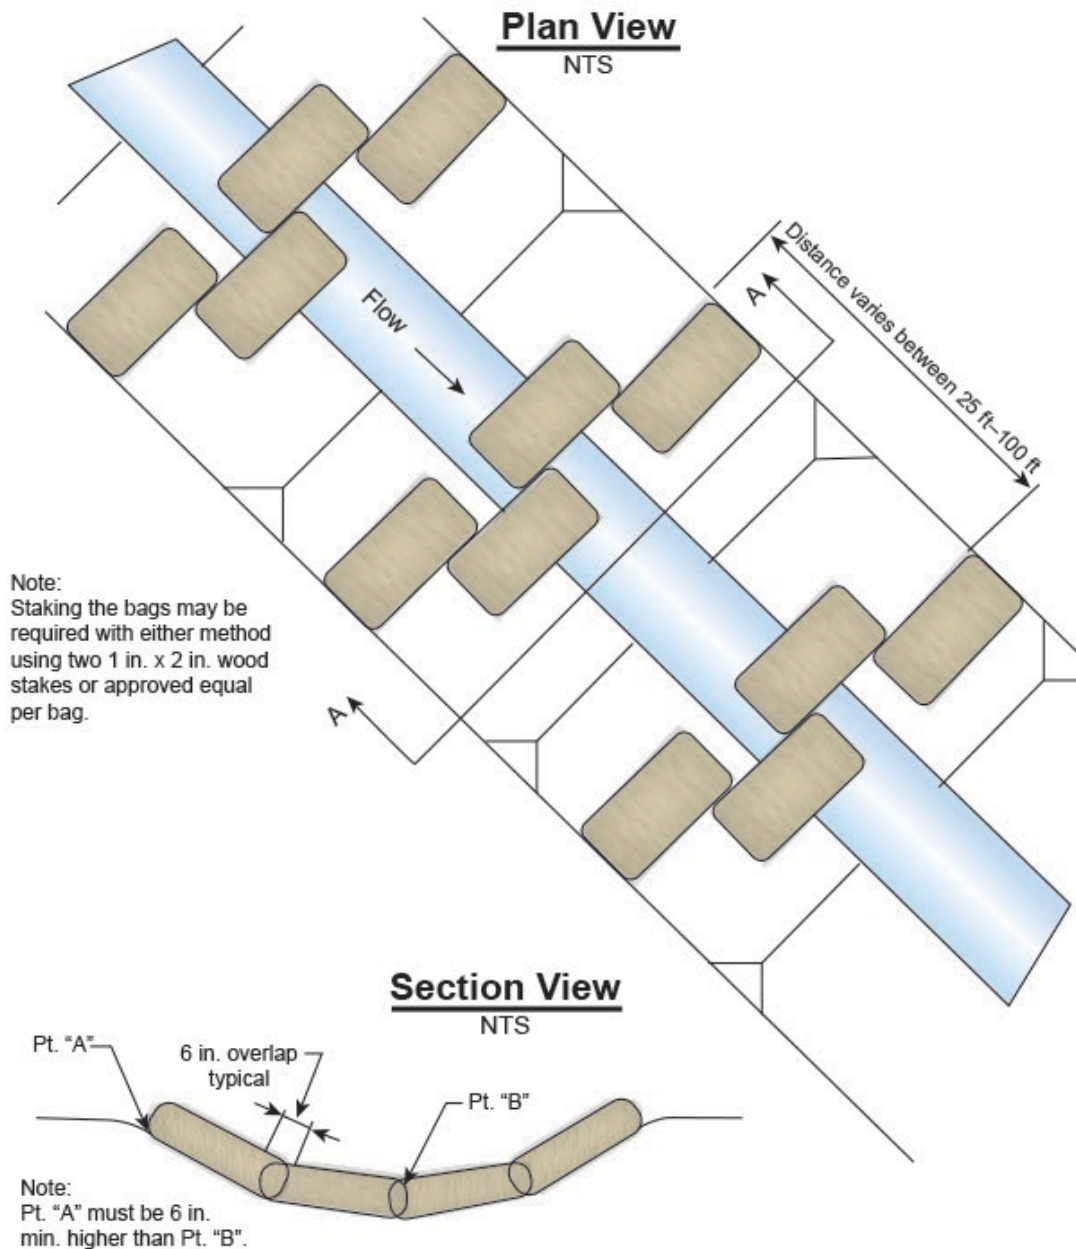 Plan View
NTS
Distance varies between 25 ft–100 ft
A
Flow
Note:
Staking the bags may be
required with either method
using two 1 in. x 2 in. wood
stakes or approved equal
per bag.
A
Section View
NTS
Pt. “A”
6 in. overlap
typical
Pt. “B”
Note:
Pt. “A” must be 6 in.
min. higher than Pt. “B”.